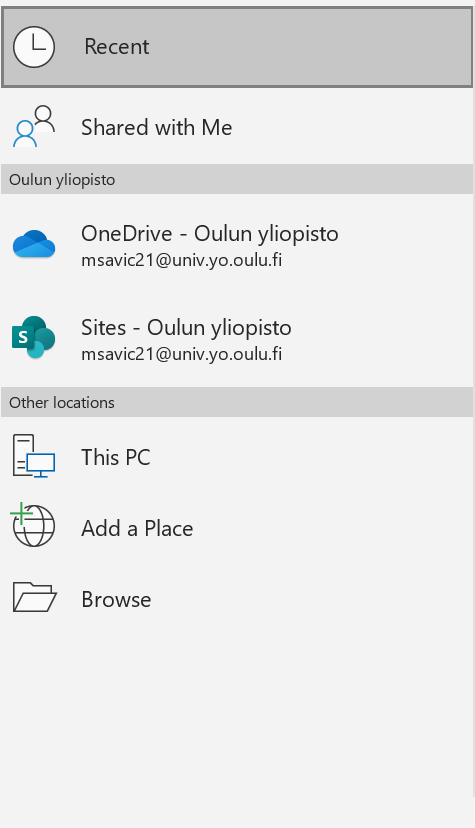 Recent
Shared with Me
Oulun yliopisto
OneDrive - Oulun yliopisto
msavic21@univ.yo.oulu.fi
S
Sites - Oulun yliopisto
msavic21@univ.yo.oulu.fi
Other locations
This PC
Add a Place
Browse